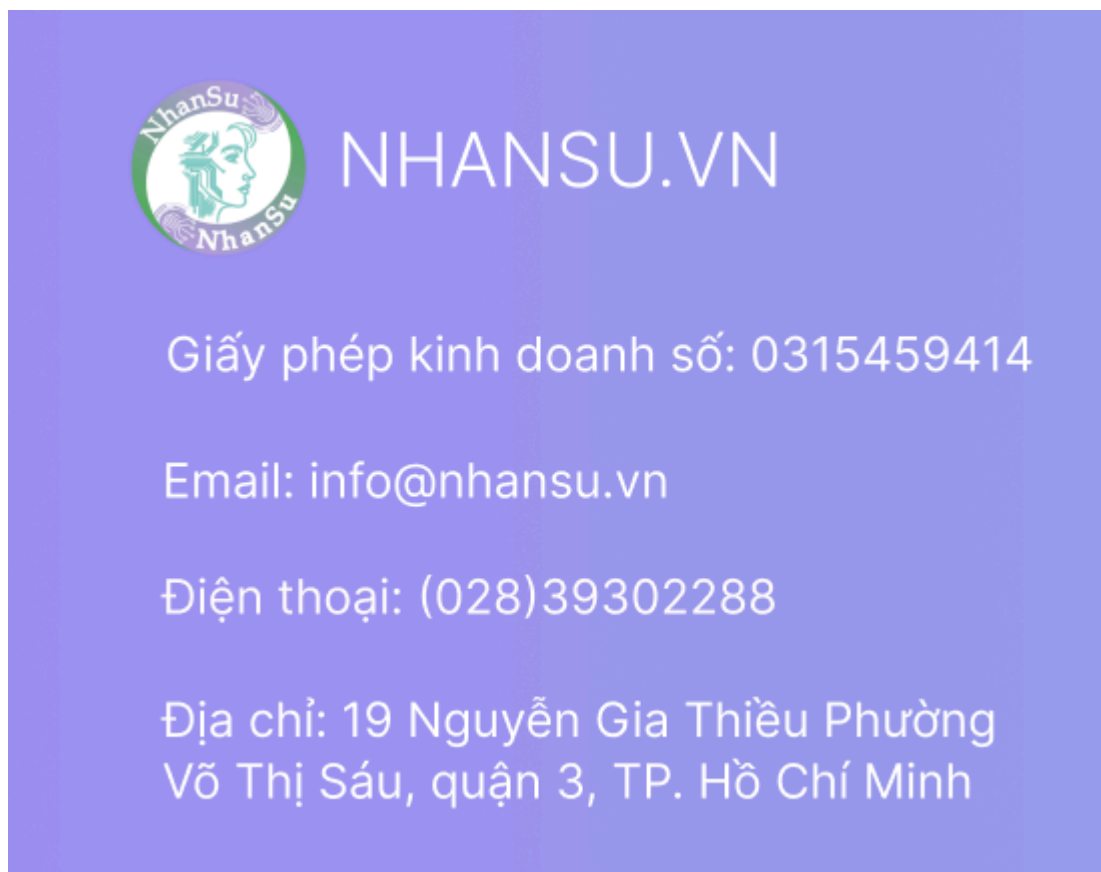 NhanSu
NHANSU.VN
NhanSu
Giấy phép kinh doanh số: 0315459414
Email: info@nhansu.vn
Điện thoại: (028)39302288
Địa chỉ: 19 Nguyễn Gia Thiều Phường
Võ Thị Sáu, quận 3, TP. Hồ Chí Minh